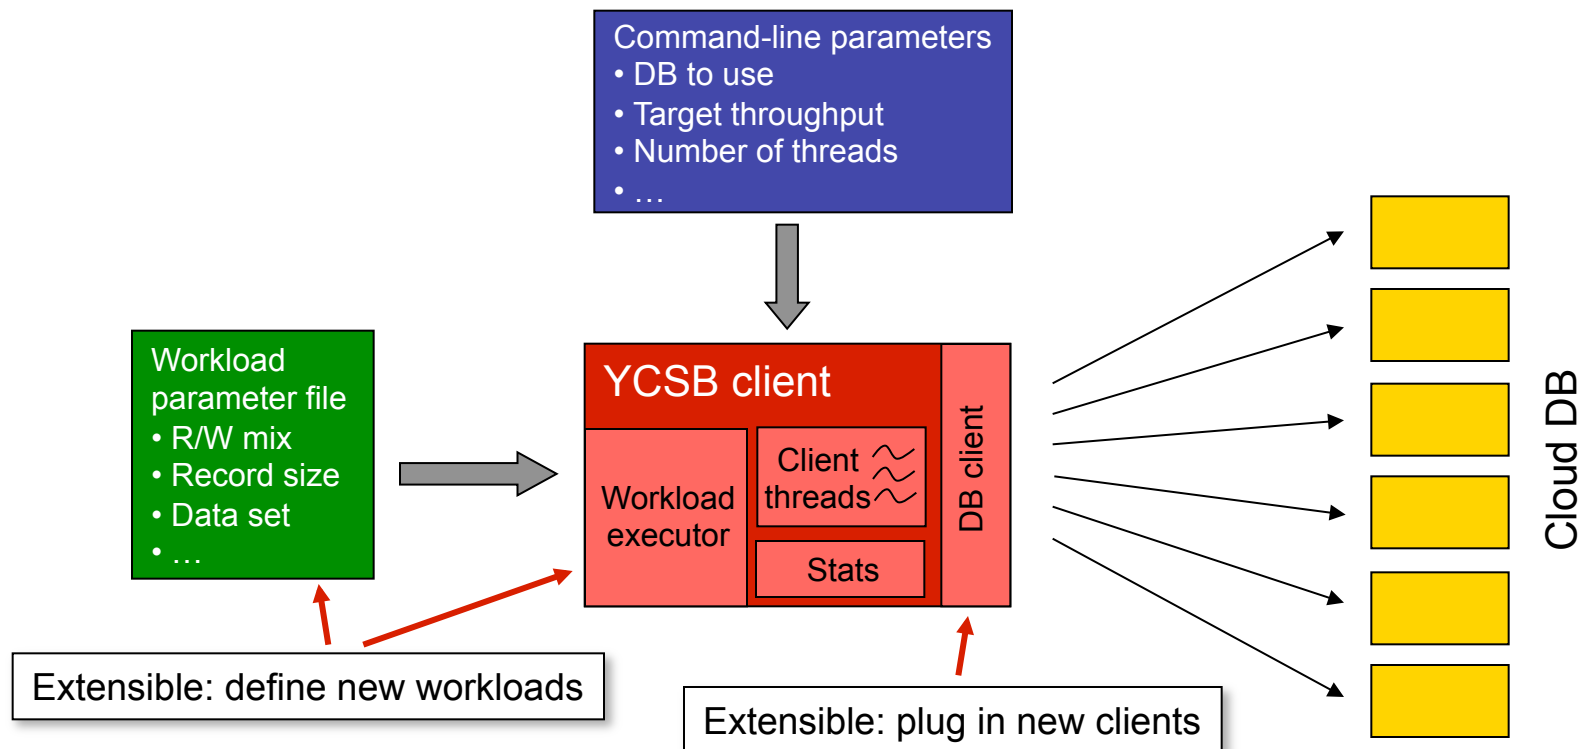 Command-line parameters
• DB to use
• Target throughput
• Number of threads
• …
Workload
parameter file
• R/W mix
• Record size
• Data set
• …
YCSB client
Workload
executor
Client
threads
Stats
DB client
Cloud DB
Extensible: define new workloads
Extensible: plug in new clients